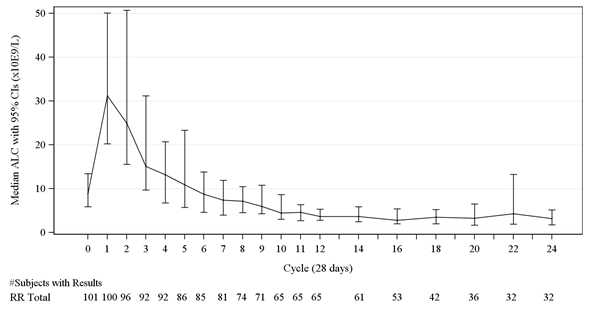 Median ALC with 95% CIs (x10E9/L)
50
40
30
20
10
0
0 1 2 3 4 5 6 7 8 9 10 11 12 14 16 18 20 22 24
Cycle (28 days)
#Subjects with Results
RR Total 101 100 96 92 92 86 85 81 74 71 65 65 65 61 53 42 36 32 32